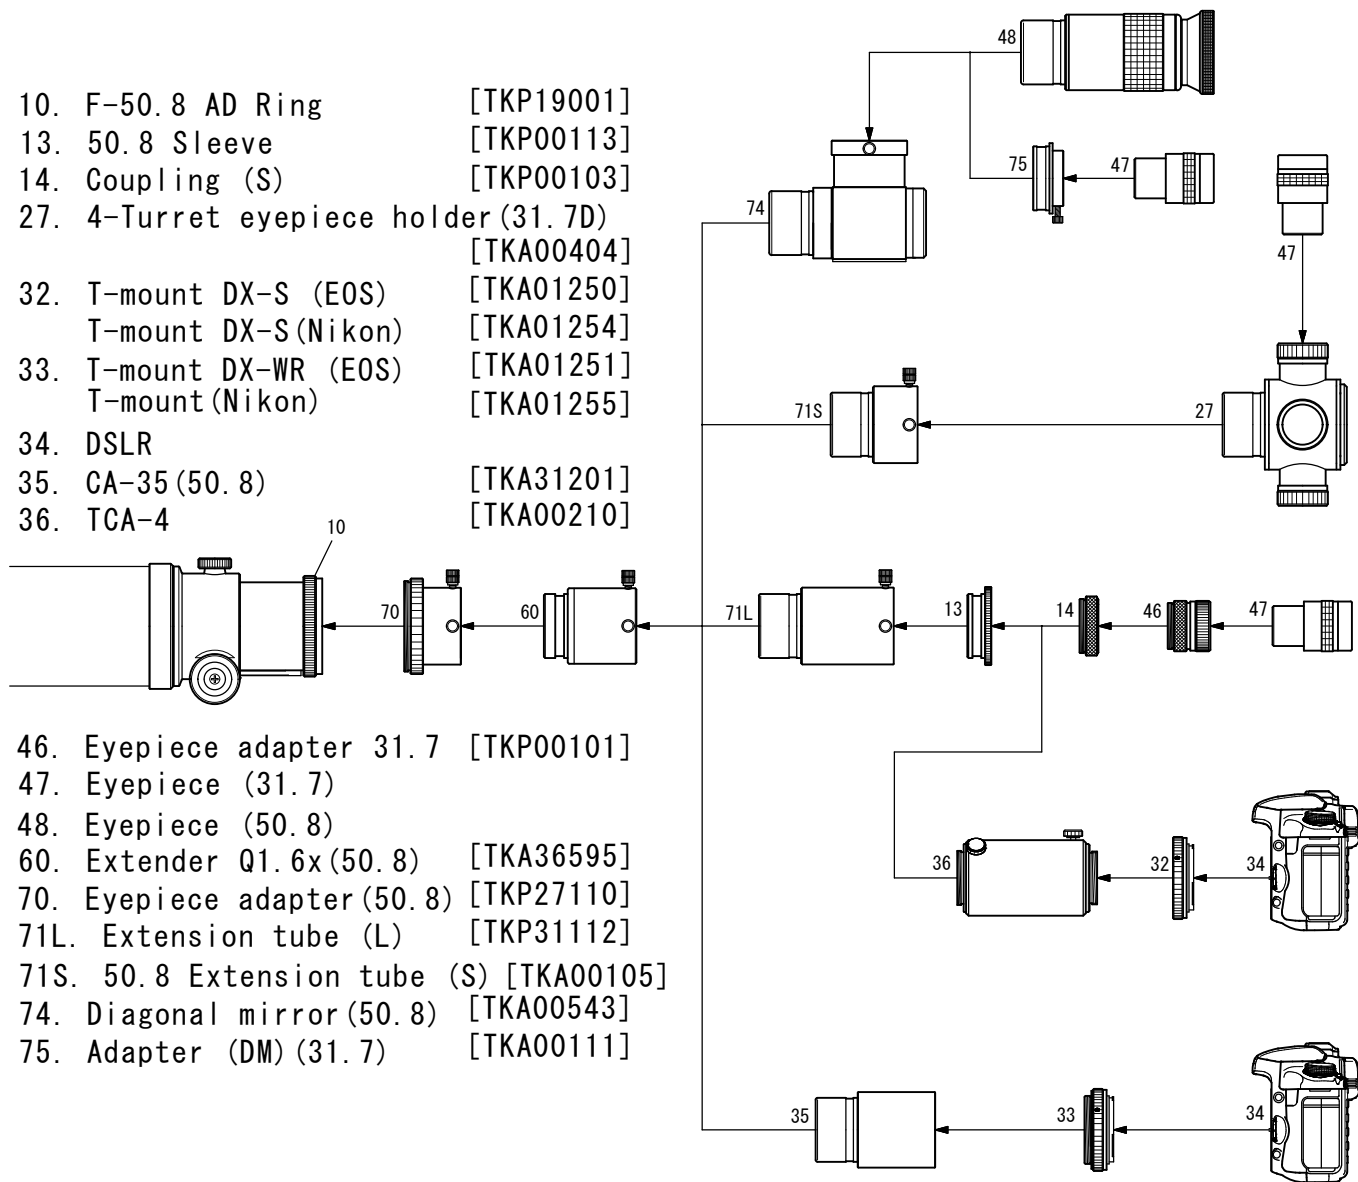 10. F-50.8 AD Ring [TKP19001]
13. 50.8 Sleeve [TKP00113]
14. Coupling (S) [TKP00103]
27. 4-Turret eyepiece holder(31.7D)
[TKA00404]
32. T-mount DX-S (EOS) [TKA01250]
T-mount DX-S(Nikon) [TKA01254]
33. T-mount DX-WR (EOS) [TKA01251]
T-mount(Nikon) [TKA01255]
34. DSLR
35. CA-35(50.8) [TKA31201]
36. TCA-4 [TKA00210]
48
75
47
74
47
71S
27
10
70
60
71L
13
14
46
47
46. Eyepiece adapter 31.7 [TKP00101]
47. Eyepiece (31.7)
48. Eyepiece (50.8)
60. Extender Q1.6x(50.8) [TKA36595]
70. Eyepiece adapter(50.8) [TKP27110]
71L. Extension tube (L) [TKP31112]
71S. 50.8 Extension tube (S) [TKA00105]
74. Diagonal mirror(50.8) [TKA00543]
75. Adapter (DM)(31.7) [TKA00111]
36
32
34
35
33
34